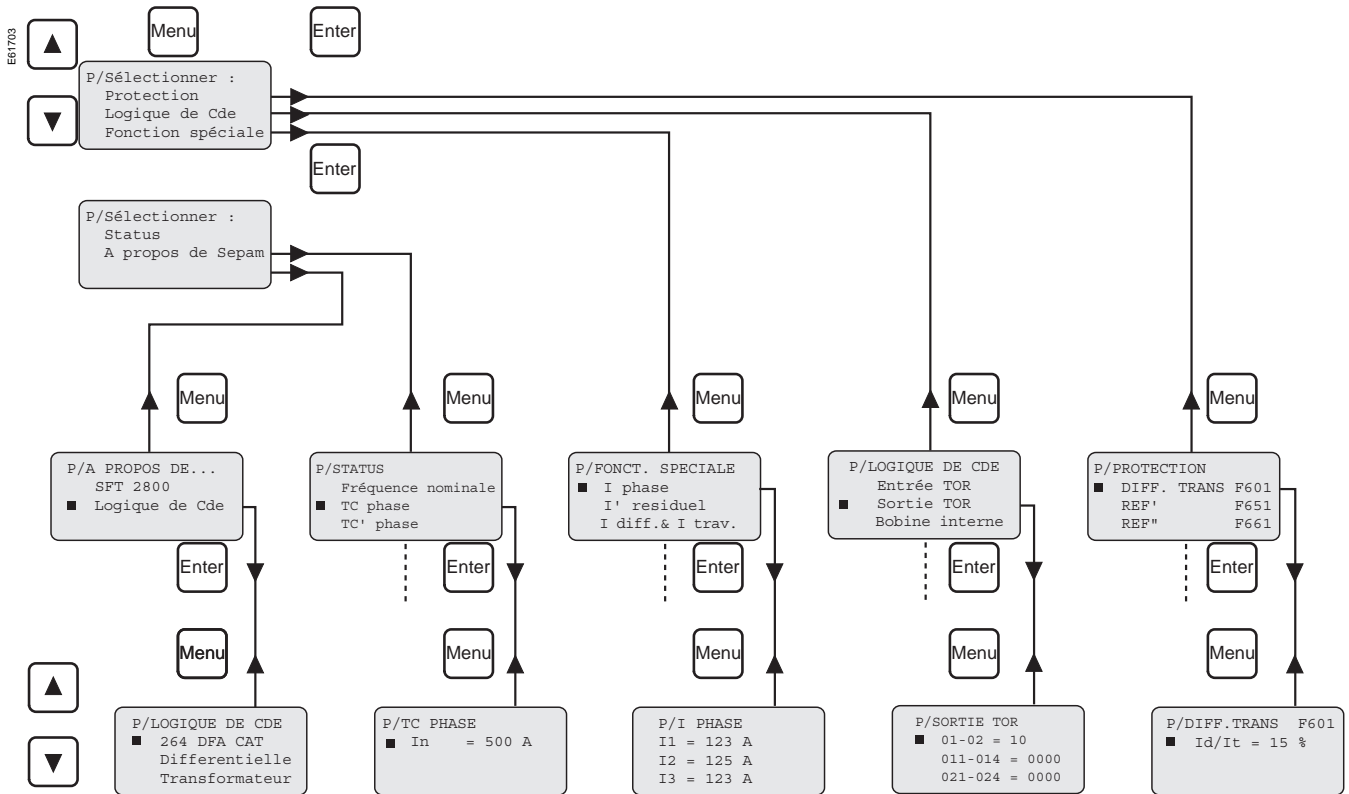 E61703
Menu
Enter
P/Sélectionner :
Protection
Logique de Cde
Fonction spéciale
Enter
P/Sélectionner :
Status
A propos de Sepam
Menu
Menu
Menu
Menu
Menu
P/A PROPOS DE...
SFT 2800
Logique de Cde
P/STATUS
Fréquence nominale
TC phase
TC' phase
P/FONCT. SPECIALE
I phase
I' residuel
I diff.& I trav.
P/LOGIQUE DE CDE
Entrée TOR
Sortie TOR
Bobine interne
P/PROTECTION
DIFF. TRANS F601
REF' F651
REF" F661
Enter
Enter
Enter
Enter
Enter
Menu
Menu
Menu
Menu
Menu
P/LOGIQUE DE CDE
264 DFA CAT
Differentielle
Transformateur
P/TC PHASE
In = 500 A
P/I PHASE
I1 = 123 A
I2 = 125 A
I3 = 123 A
P/SORTIE TOR
01-02 = 10
011-014 = 0000
021-024 = 0000
P/DIFF.TRANS F601
Id/It = 15 %